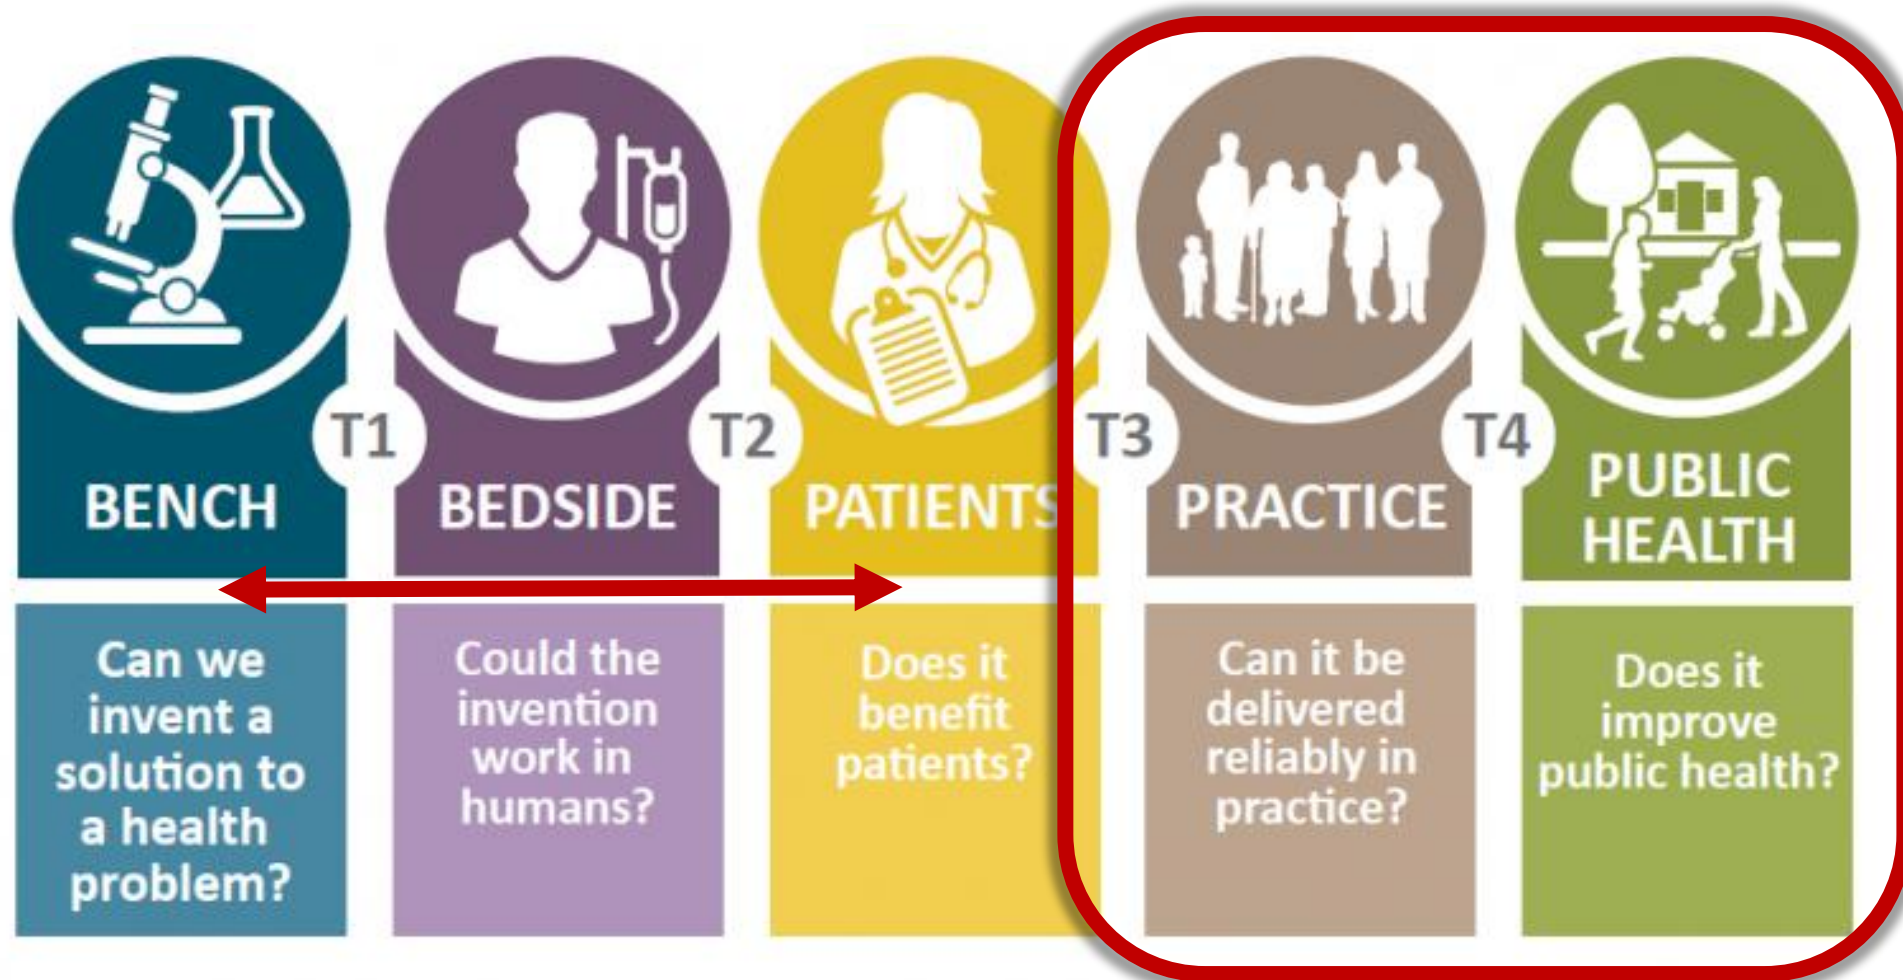 BENCH
T1
BEDSIDE
T2
PATIENTS
T3
PRACTICE
T4
PUBLIC
HEALTH
Can we
invent a
solution to
a health
problem?
Could the
invention
work in
humans?
Does it
benefit
patients?
Can it be
delivered
reliably in
practice?
Does it
improve
public health?